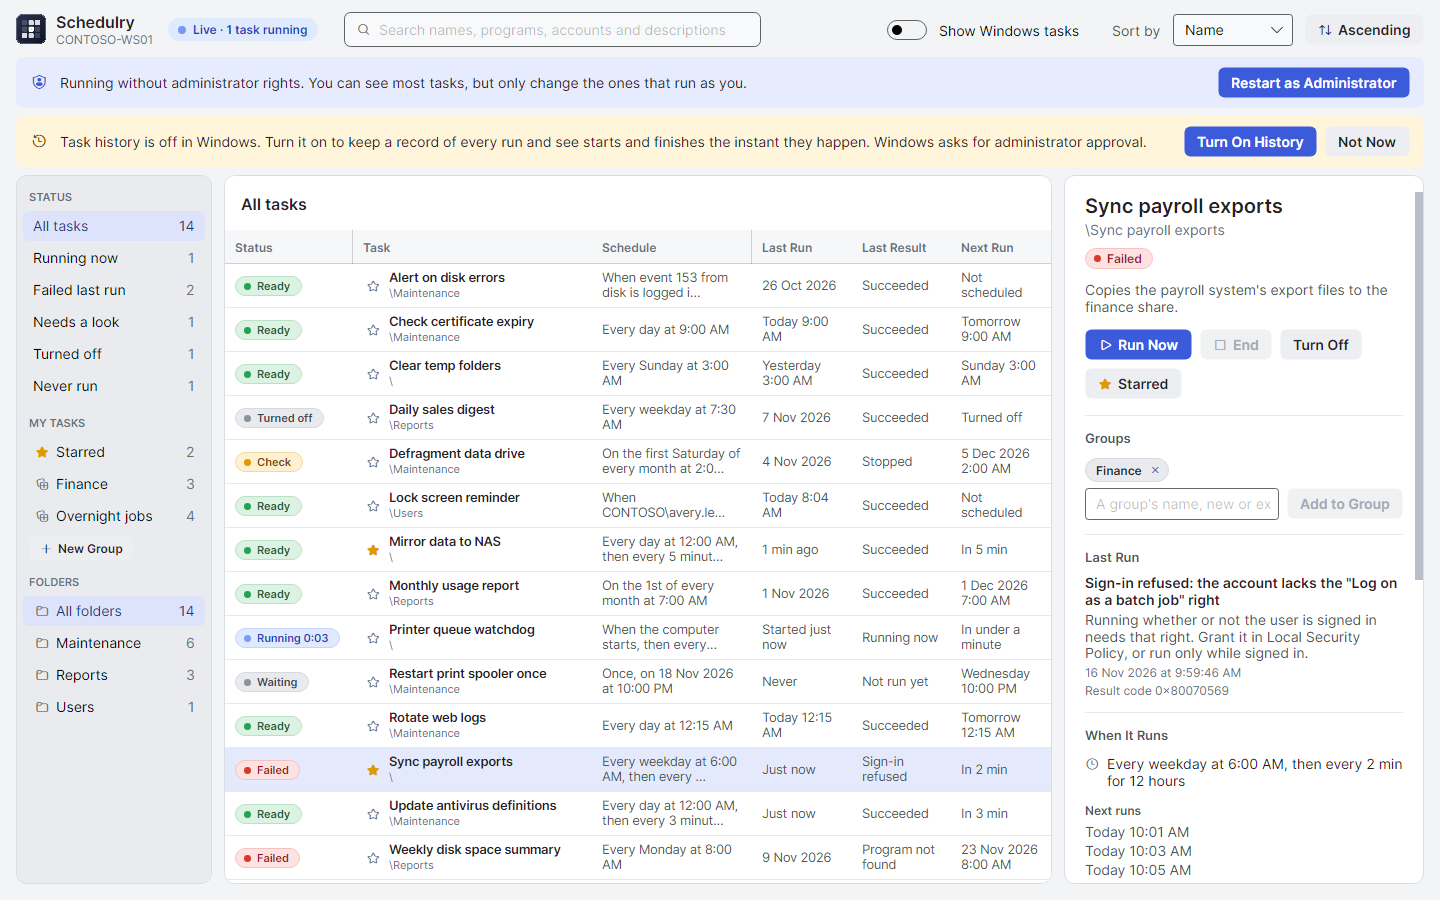 Schedulry
CONTOSO-WS01
Live · 1 task running
Search names, programs, accounts and descriptions
Show Windows tasks
Sort by
Name
Ascending
Running without administrator rights. You can see most tasks, but only change the ones that run as you.
Restart as Administrator
Task history is off in Windows. Turn it on to keep a record of every run and see starts and finishes the instant they happen. Windows asks for administrator approval.
Turn On History
Not Now
STATUS
All tasks 14
Running now 1
Failed last run 2
Needs a look 1
Turned off 1
Never run 1
MY TASKS
Starred 2
Finance 3
Overnight jobs 4
+ New Group
FOLDERS
All folders 14
Maintenance 6
Reports 3
Users 1
All tasks
Status Task Schedule Last Run Last Result Next Run
Ready
Alert on disk errors
\Maintenance
When event 153 from
disk is logged i...
26 Oct 2026
Succeeded
Not
scheduled
Ready
Check certificate expiry
\Maintenance
Every day at 9:00 AM
Today 9:00
AM
Succeeded
Tomorrow
9:00 AM
Ready
Clear temp folders
\
Every Sunday at 3:00
AM
Yesterday
3:00 AM
Succeeded
Sunday 3:00
AM
Turned off
Daily sales digest
\Reports
Every weekday at 7:30
AM
7 Nov 2026
Succeeded
Turned off
Check
Defragment data drive
\Maintenance
On the first Saturday of
every month at 2:0...
4 Nov 2026
Stopped
5 Dec 2026
2:00 AM
Ready
Lock screen reminder
\Users
When
CONTOSO\avery.le...
Today 8:04
AM
Succeeded
Not
scheduled
Ready
Mirror data to NAS
\
Every day at 12:00 AM,
then every 5 minut...
1 min ago
Succeeded
In 5 min
Ready
Monthly usage report
\Reports
On the 1st of every
month at 7:00 AM
1 Nov 2026
Succeeded
1 Dec 2026
7:00 AM
Running 0:03
Printer queue watchdog
\
When the computer
starts, then every...
Started just
now
Running now
In under a
minute
Waiting
Restart print spooler once
\Maintenance
Once, on 18 Nov 2026
at 10:00 PM
Never
Not run yet
Wednesday
10:00 PM
Ready
Rotate web logs
\Maintenance
Every day at 12:15 AM
Today 12:15
AM
Succeeded
Tomorrow
12:15 AM
Failed
Sync payroll exports
\
Every weekday at 6:00
AM, then every ...
Just now
Sign-in
refused
In 2 min
Ready
Update antivirus definitions
\Maintenance
Every day at 12:00 AM,
then every 3 minut...
Just now
Succeeded
In 3 min
Failed
Weekly disk space summary
\Reports
Every Monday at 8:00
AM
9 Nov 2026
Program not
found
23 Nov 2026
8:00 AM
Sync payroll exports
\Sync payroll exports
Failed
Copies the payroll system's export files to the
finance share.
Run Now
End
Turn Off
Starred
Groups
Finance ×
A group's name, new or ex
Add to Group
Last Run
Sign-in refused: the account lacks the "Log on
as a batch job" right
Running whether or not the user is signed in
needs that right. Grant it in Local Security
Policy, or run only while signed in.
16 Nov 2026 at 9:59:46 AM
Result code 0x80070569
When It Runs
Every weekday at 6:00 AM, then every 2 min
for 12 hours
Next runs
Today 10:01 AM
Today 10:03 AM
Today 10:05 AM